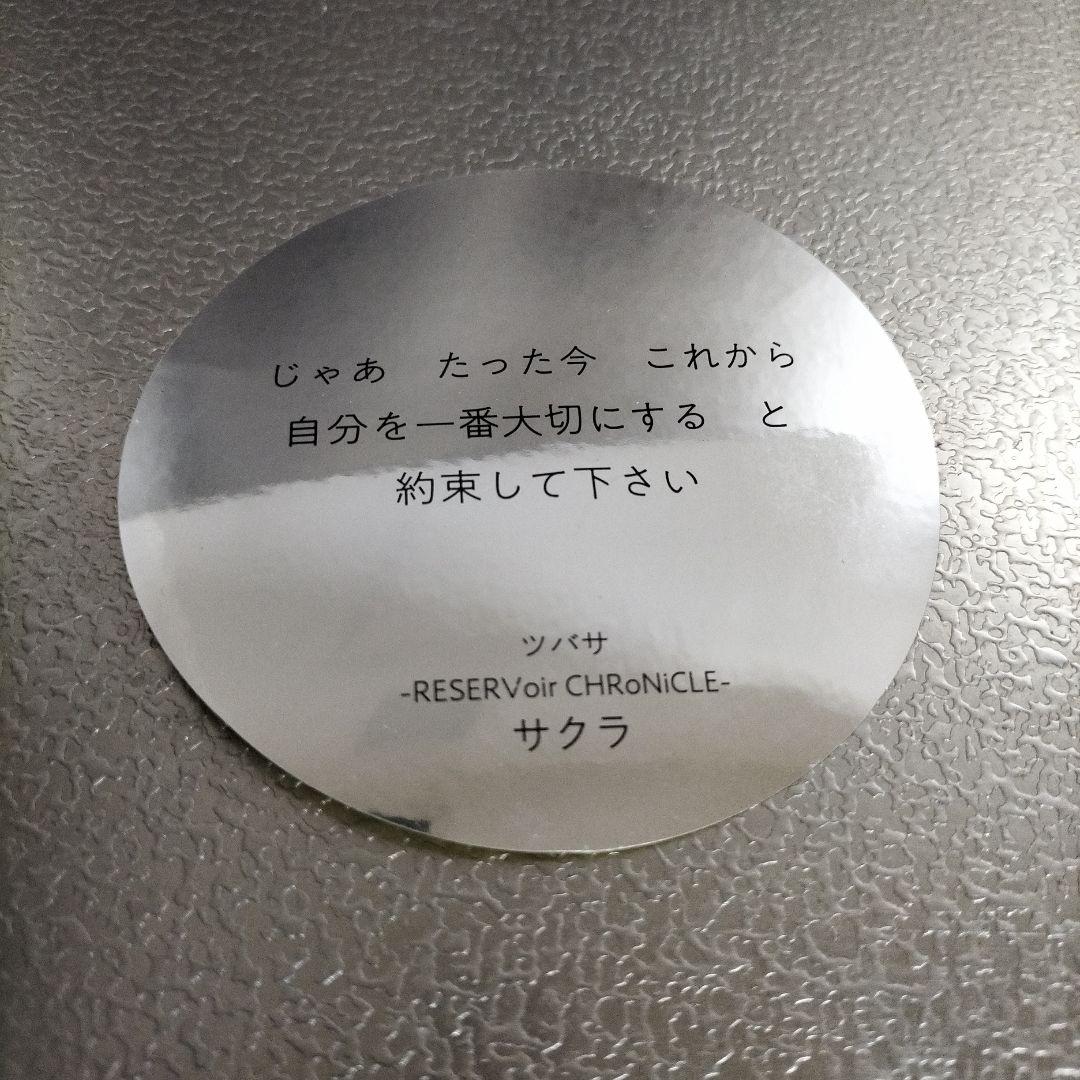 じゃあ　たった今　これから
自分を一番大切にする　と
約束して下さい
ツバサ
-RESERVoir CHRoNiCLE-
サクラ